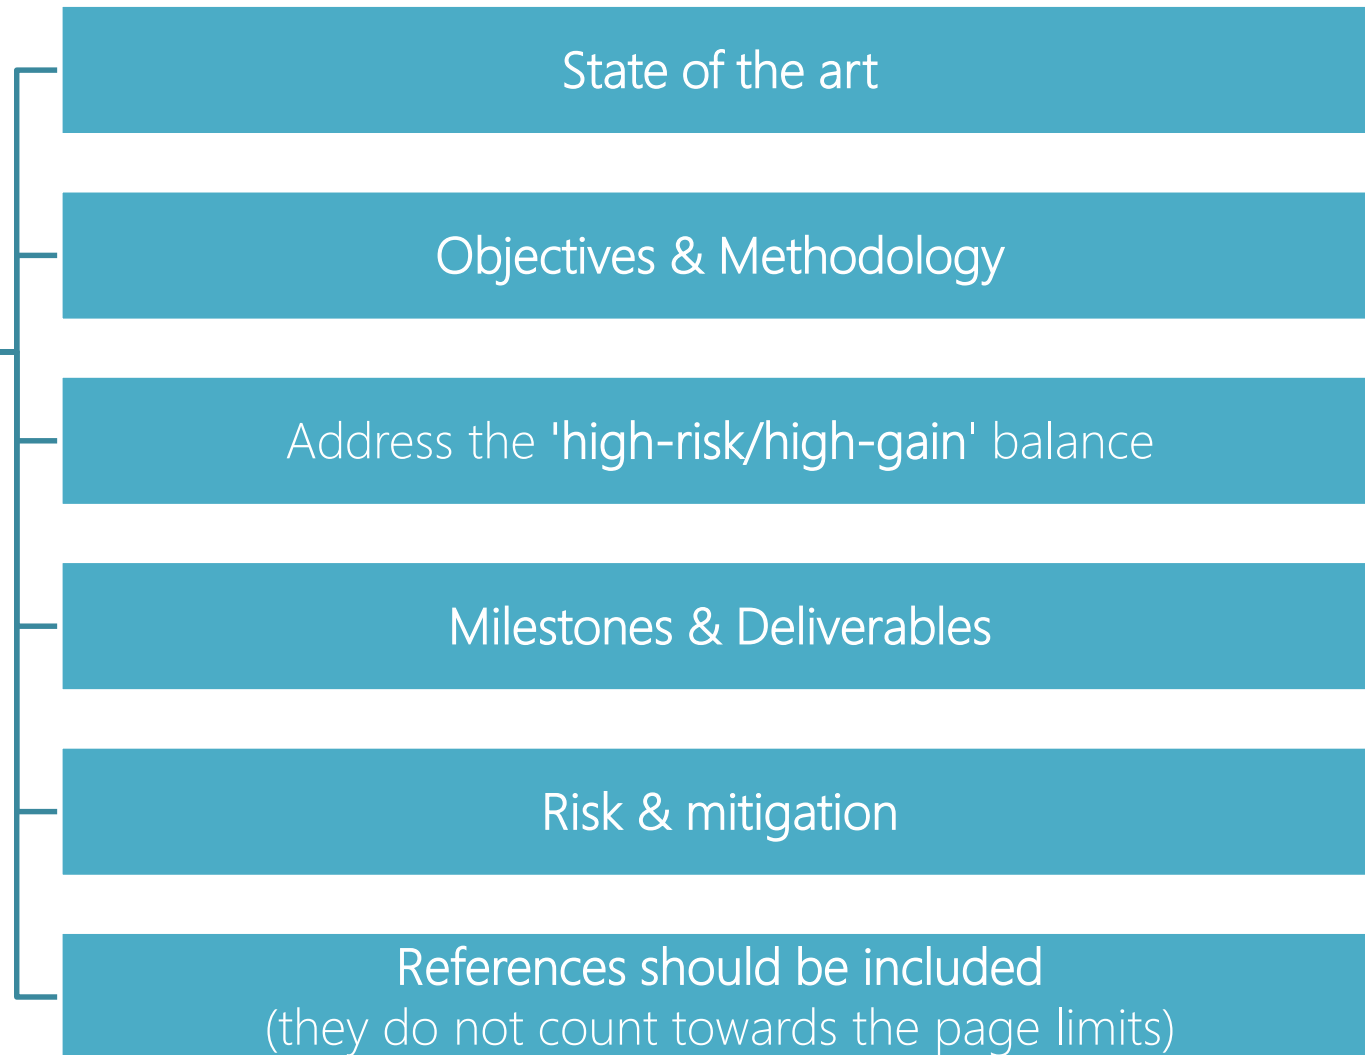 State of the art
Objectives & Methodology
Address the 'high-risk/high-gain' balance
Milestones & Deliverables
Risk & mitigation
References should be included
(they do not count towards the page limits)